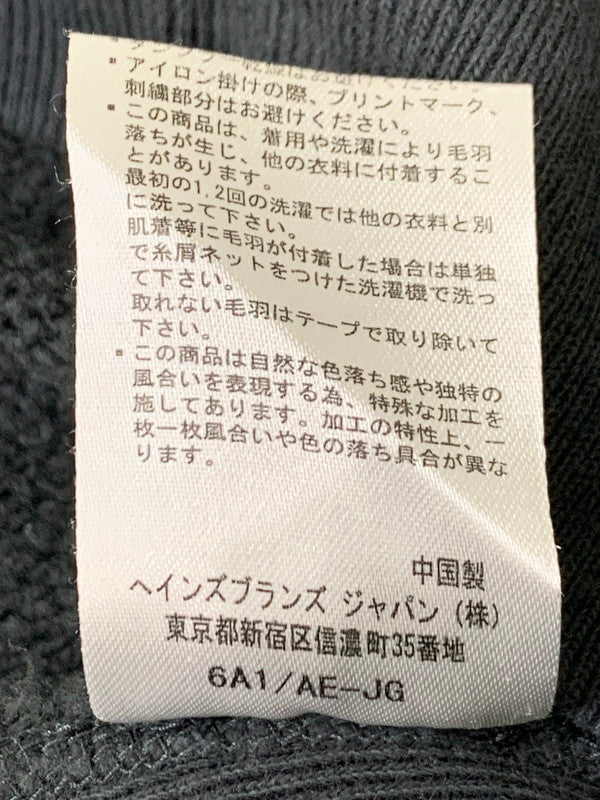 ・アイロン掛けの際、プリントマーク、
刺繍部分はお避けください。
・この商品は、着用や洗濯により毛羽
落ちが生じ、他の衣料に付着するこ
とがあります。
最初の1,2回の洗濯では他の衣料と別
に洗って下さい。
肌着等に毛羽が付着した場合は単独
で糸屑ネットをつけた洗濯機で洗っ
て下さい。
取れない毛羽はテープで取り除いて
下さい。
・この商品は自然な色落ち感や独特の
風合いを表現する為、特殊な加工を
施してあります。加工の特性上、一
枚一枚風合いや色の落ち具合が異な
ります。
中国製
ヘインズブランズ ジャパン (株)
東京都新宿区信濃町35番地
6A1/AE-JG